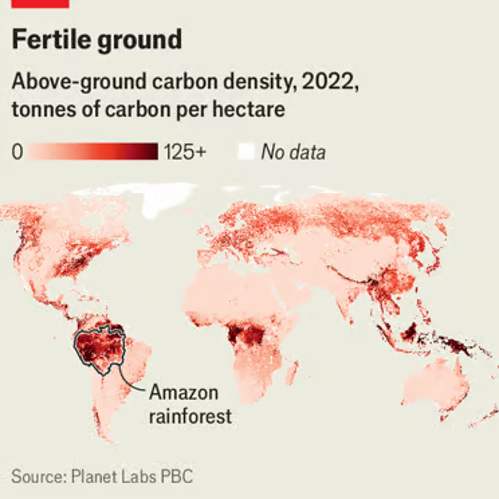 Fertile ground
Above-ground carbon density, 2022,
tonnes of carbon per hectare
0 125+ No data
Amazon
rainforest
Source: Planet Labs PBC